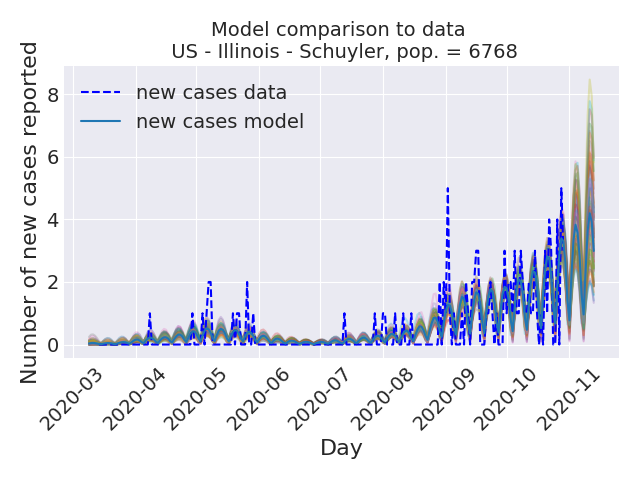 Model comparison to data
US - Illinois - Schuyler, pop. = 6768
Number of new cases reported
8
6
4
2
0
new cases data
new cases model
2020-03
2020-04
2020-05
2020-06
2020-07
2020-08
2020-09
2020-10
2020-11
Day